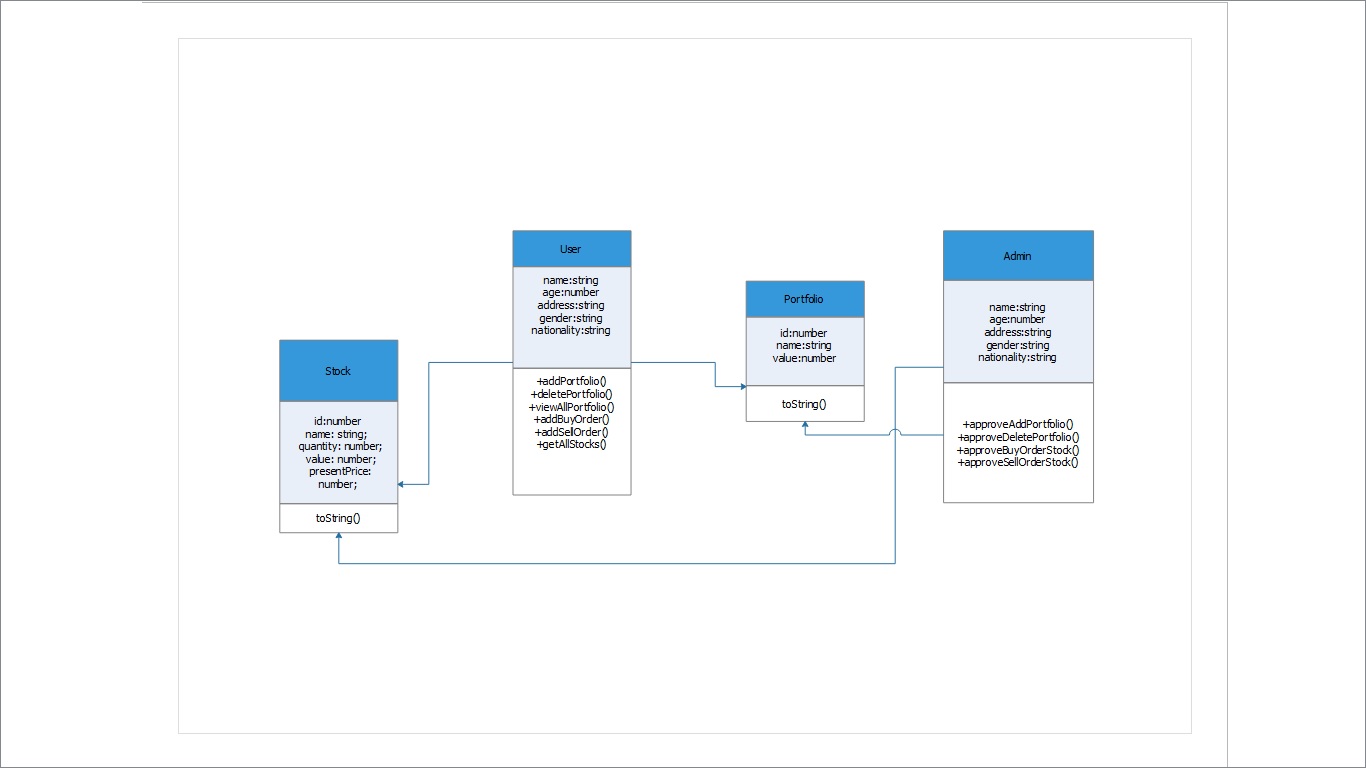 Stock
id:number
name: string;
quantity: number;
value: number;
presentPrice:
number;
toString()
User
name:string
age:number
address:string
gender:string
nationality:string
+addPortfolio()
+deletePortfolio()
+viewAllPortfolio()
+addBuyOrder()
+addSellOrder()
+getAllStocks()
Portfolio
id:number
name:string
value:number
toString()
Admin
name:string
age:number
address:string
gender:string
nationality:string
+approveAddPortfolio()
+approveDeletePortfolio()
+approveBuyOrderStock()
+approveSellOrderStock()